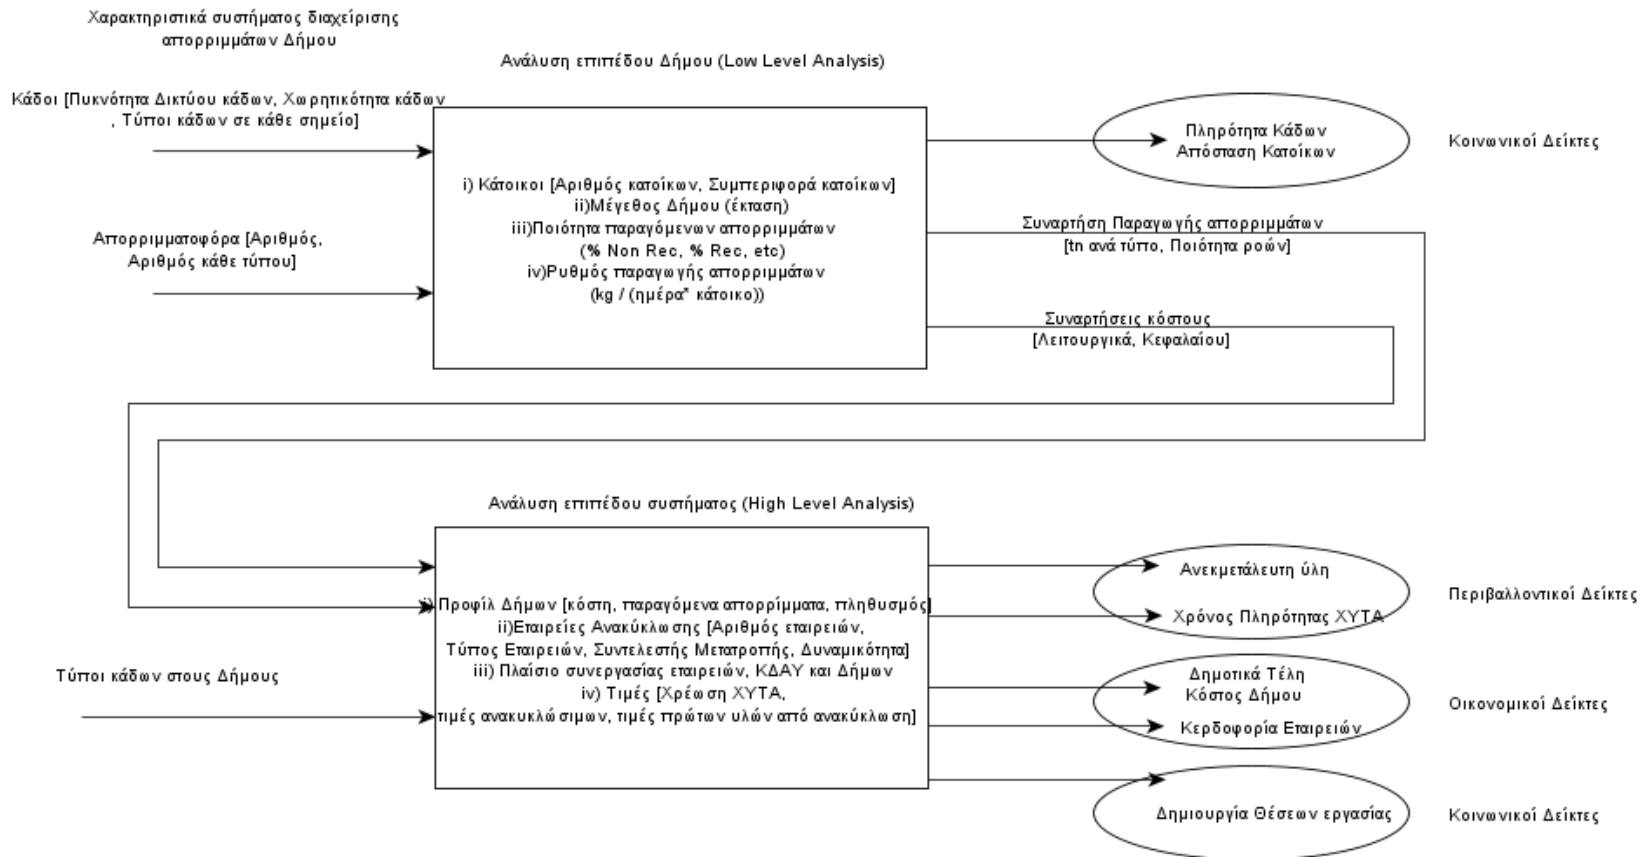 Χαρακτηριστικά συστήματος διαχείρισης
απορριμμάτων Δήμου
Ανάλυση επιπέδου Δήμου (Low Level Analysis)
Κάδοι [Πυκνότητα Δικτύου κάδων, Χωρητικότητα κάδων
, Τύποι κάδων σε κάθε σημείο]
Απορριμματοφόρα [Αριθμός,
Αριθμός κάθε τύπου]
i) Κάτοικοι [Αριθμός κατοίκων, Συμπεριφορά κατοίκων]
ii)Μέγεθος Δήμου (έκταση)
iii)Ποιότητα παραγόμενων απορριμμάτων
(% Non Rec, % Rec, etc)
iv)Ρυθμός παραγωγής απορριμμάτων
(kg / (ημέρα* κάτοικο))
Πληρότητα Κάδων
Απόσταση Κατοίκων
Κοινωνικοί Δείκτες
Συναρτήση Παραγωγής απορριμμάτων
[tn ανά τύπο, Ποιότητα ροών]
Συναρτήσεις κόστους
[Λειτουργικά, Κεφαλαίου]
Ανάλυση επιπέδου συστήματος (High Level Analysis)
Τύποι κάδων στους Δήμους
i) Προφίλ Δήμων [κόστη, παραγόμενα απορρίμματα, πληθυσμός]
ii)Εταιρείες Ανακύκλωσης [Αριθμός εταιρειών,
Τύπος Εταιρειών, Συντελεστής Μετατροπής, Δυναμικότητα]
iii) Πλαίσιο συνεργασίας εταιρειών, ΚΔΑΥ και Δήμων
iv) Τιμές [Χρέωση ΧΥΤΑ,
τιμές ανακυκλώσιμων, τιμές πρώτων υλών από ανακύκλωση]
Ανεκμετάλευτη ύλη
Χρόνος Πληρότητας ΧΥΤΑ
Περιβαλλοντικοί Δείκτες
Δημοτικά Τέλη
Κόστος Δήμου
Κερδοφορία Εταιρειών
Οικονομικοί Δείκτες
Δημιουργία Θέσεων εργασίας
Κοινωνικοί Δείκτες